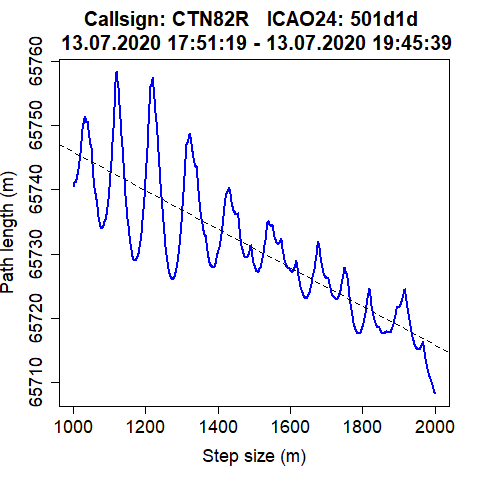 Callsign: CTN82R   ICAO24: 501d1d
13.07.2020 17:51:19 - 13.07.2020 19:45:39
Path length (m)
65760
65750
65740
65730
65720
65710
1000 1200 1400 1600 1800 2000
Step size (m)